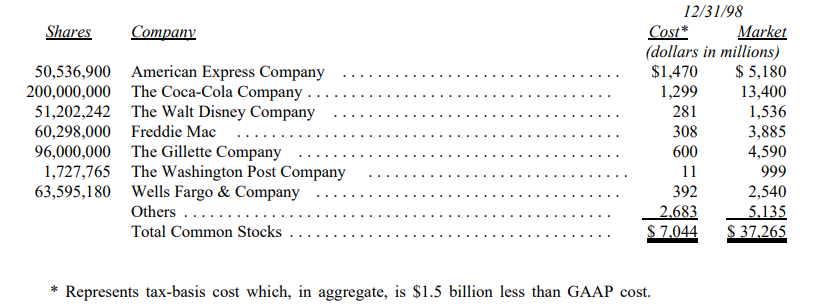 12/31/98
Shares Company Cost* Market
(dollars in millions)
50,536,900 American Express Company ................................ $1,470 $ 5,180
200,000,000 The Coca-Cola Company .................................... 1,299 13,400
51,202,242 The Walt Disney Company ................................. 281 1,536
60,298,000 Freddie Mac ............................................. 308 3,885
96,000,000 The Gillette Company ..................................... 600 4,590
1,727,765 The Washington Post Company .............................. 11 999
63,595,180 Wells Fargo & Company ................................... 392 2,540
Others .................................................... 2,683 5,135
Total Common Stocks ...................................... $ 7,044 $ 37,265
* Represents tax-basis cost which, in aggregate, is $1.5 billion less than GAAP cost.